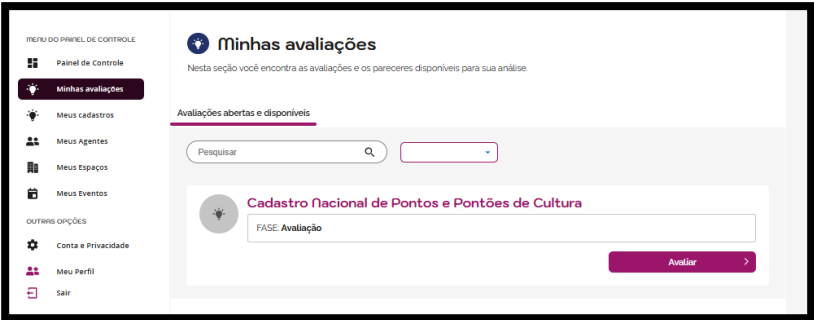 MENU DO PAINEL DE CONTROLE
Painel de Controle
Minhas avaliações
Meus cadastros
Meus Agentes
Meus Espaços
Meus Eventos
OUTRAS OPÇÕES
Conta e Privacidade
Meu Perfil
Sair
Minhas avaliações
Nesta seção você encontra as avaliações e os pareceres disponíveis para sua análise.
Avaliações abertas e disponíveis
Pesquisar
Cadastro Nacional de Pontos e Pontões de Cultura
FASE: Avaliação
Avaliar